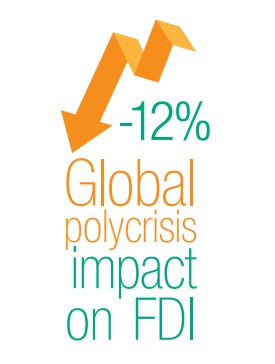 -12%
Global
polycrisis
impact
on FDI